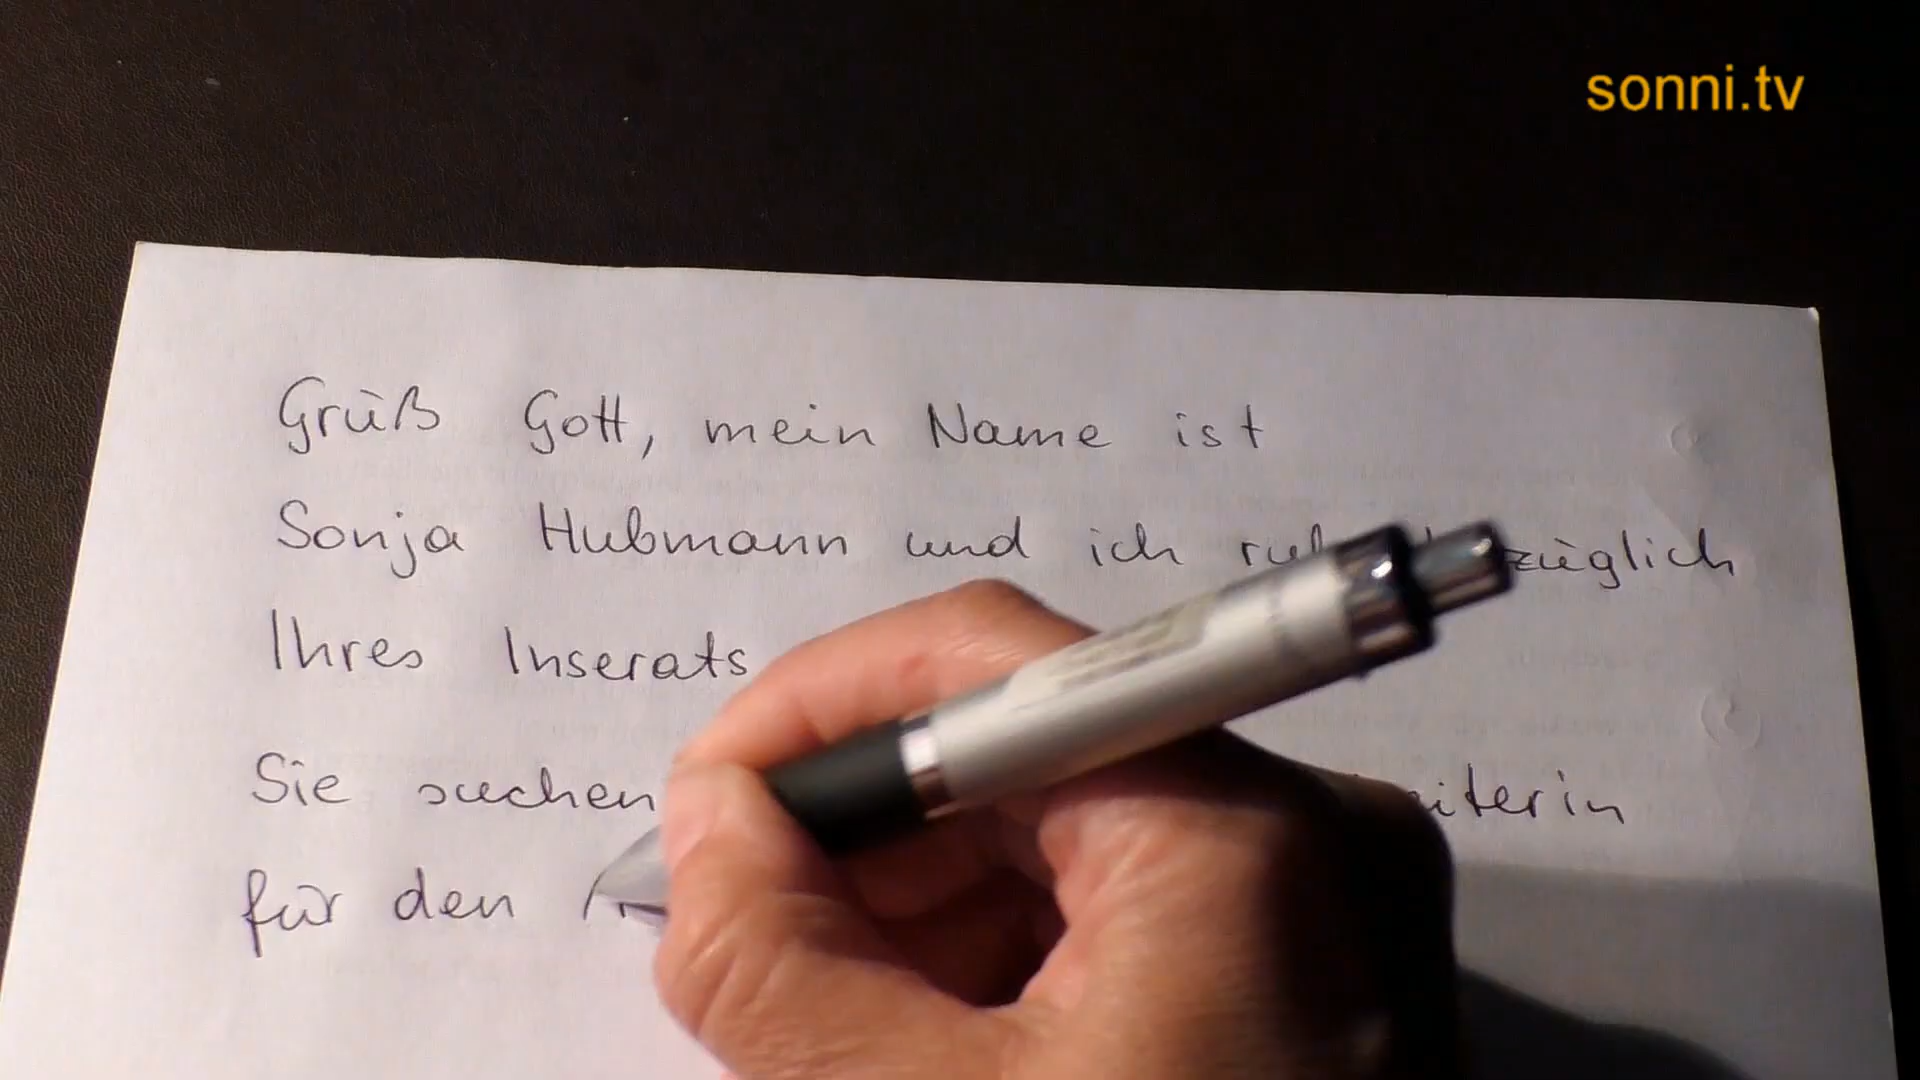 sonni.tv
Grüß Gott, mein Name ist
Sonja Hubmann und ich
Ihres Inserats
Sie suchen
für den